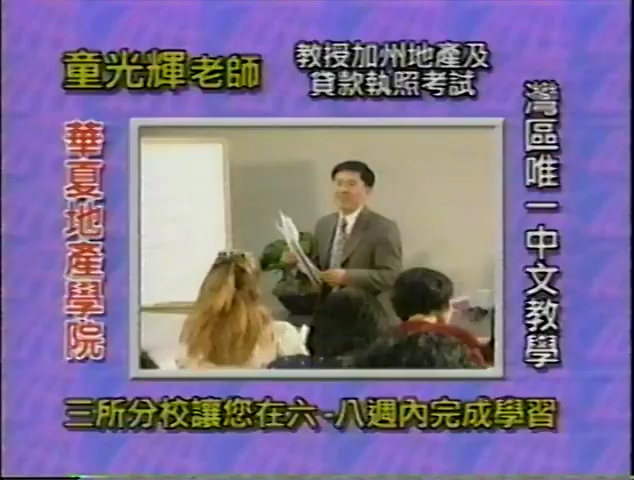 童光輝老師
教授加州地產及
貸款執照考試
華夏地產學院
灣區唯一中文教學
三所分校讓您在六-八週內完成學習